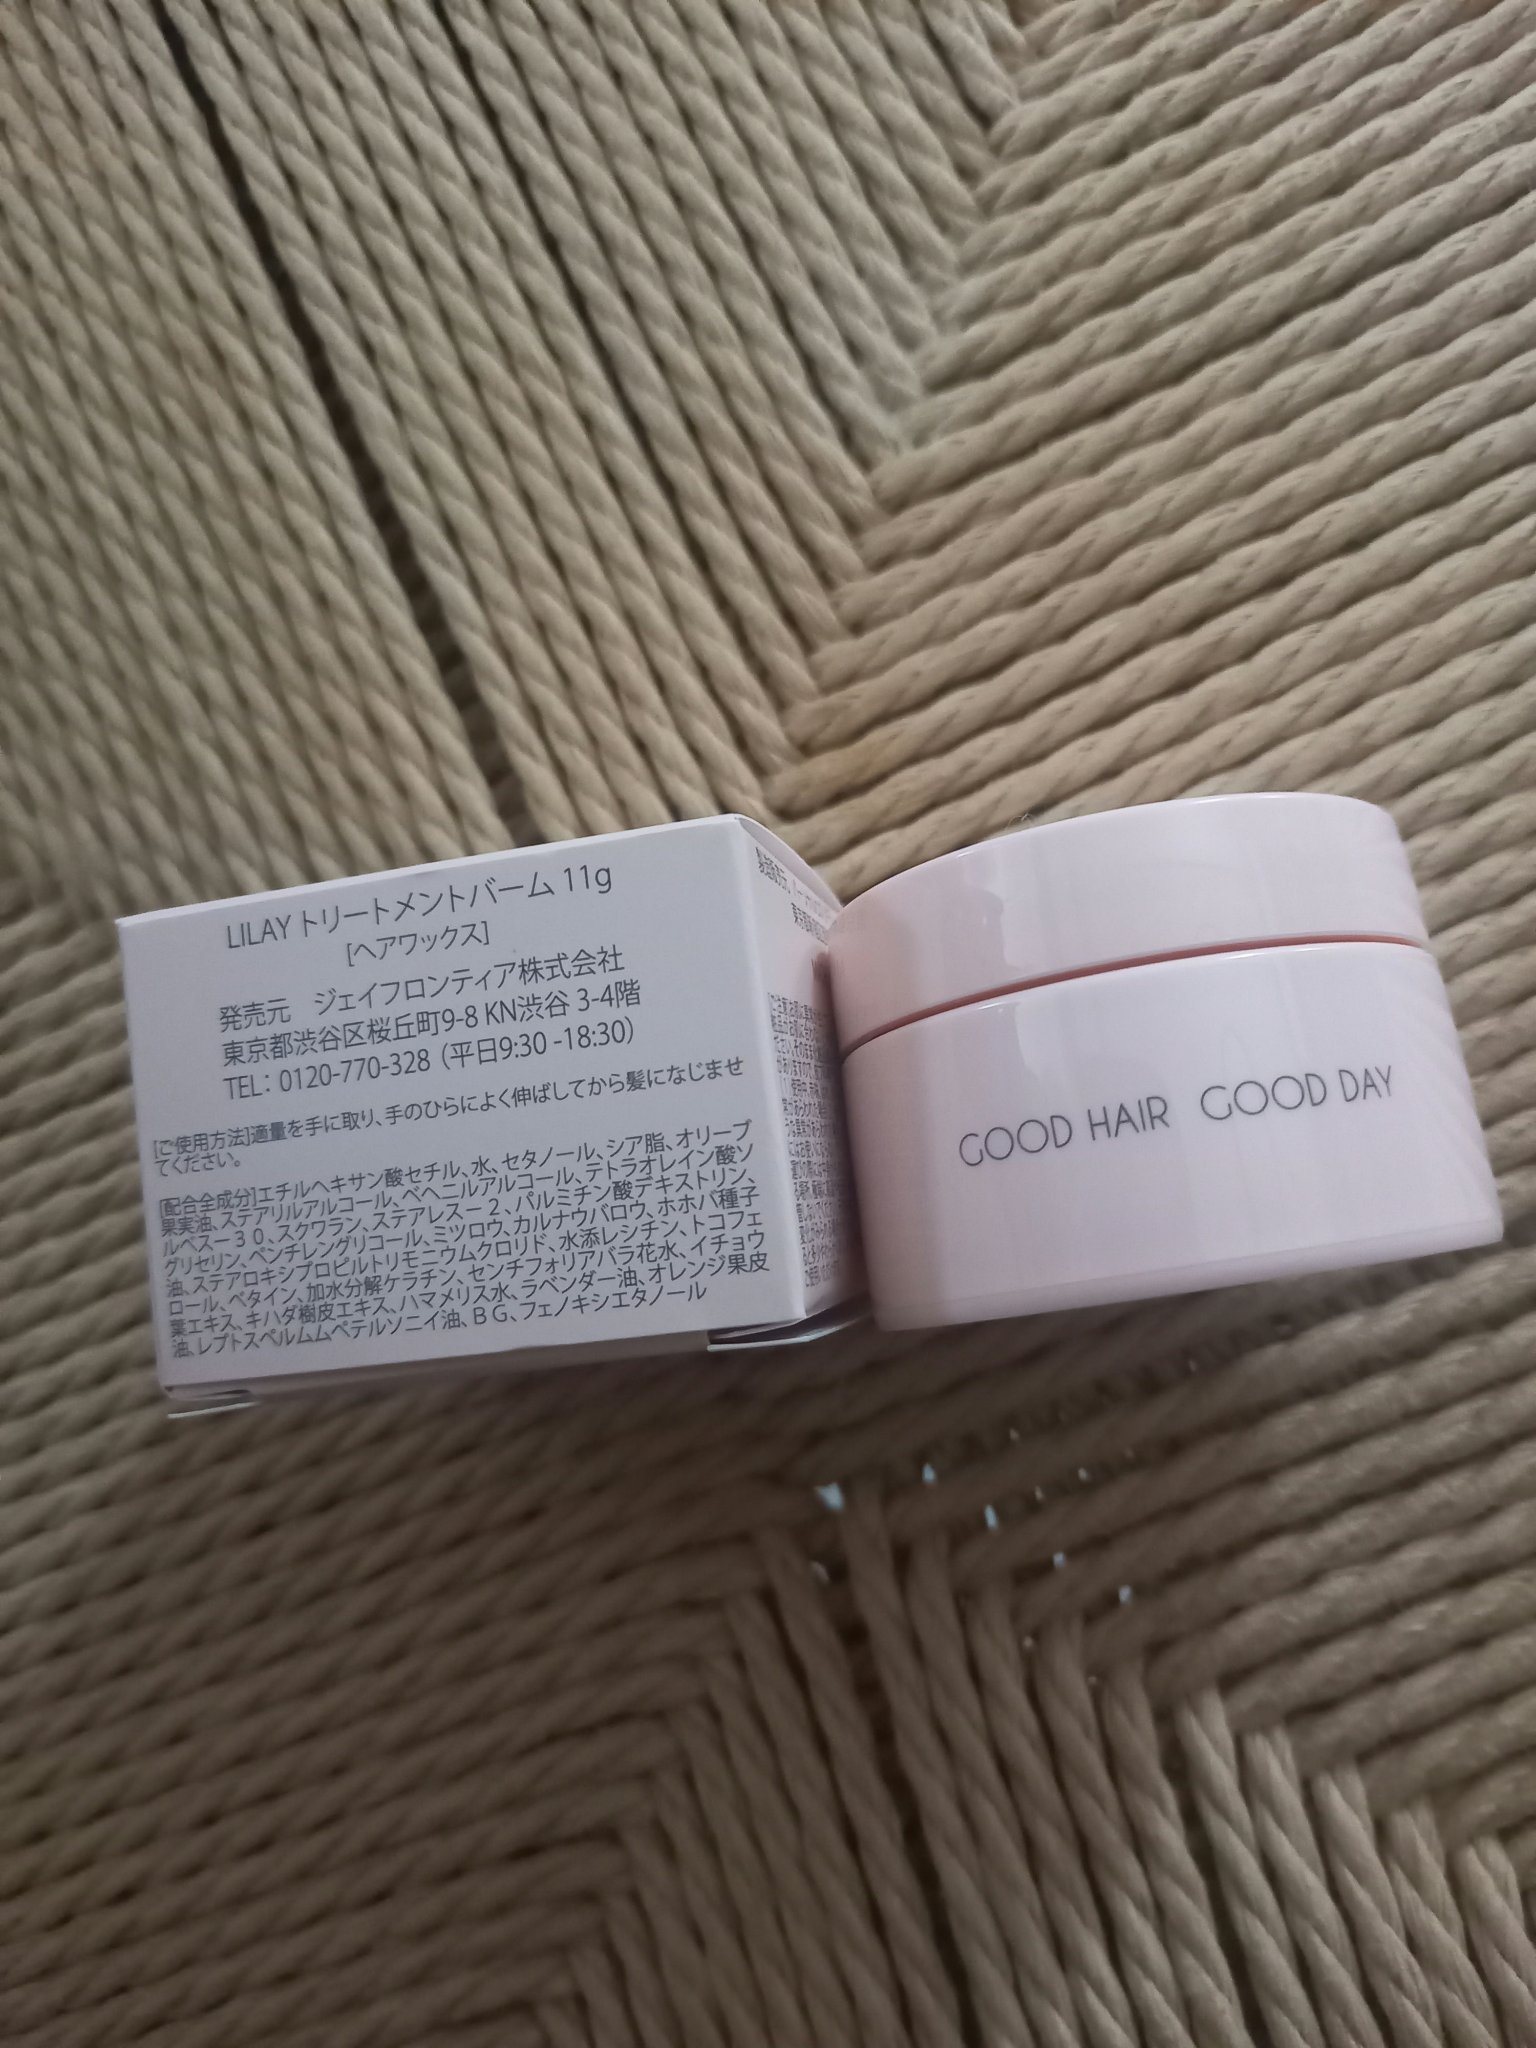 LILAY トリートメントバーム 11g
[ヘアワックス]
発売元　ジェイフロンティア株式会社
東京都渋谷区桜丘町9-8 KN渋谷 3-4階
TEL：0120-770-328（平日9:30 -18:30）
[ご使用方法]適量を手に取り、手のひらによく伸ばしてから髪になじませ
てください。
[配合全成分]エチルヘキサン酸セチル、水、セタノール、シア脂、オリーブ
果実油、ステアリルアルコール、ベヘニルアルコール、テトラオレイン酸ソ
ルベス－３０、スクワラン、ステアレス－２、パルミチン酸デキストリン、
グリセリン、ペンチレングリコール、ミツロウ、カルナウバロウ、ホホバ種子
油、ステアロキシプロピルトリモニウムクロリド、水添レシチン、トコフェ
ロール、ベタイン、加水分解ケラチン、センチフォリアバラ花水、イチョウ
葉エキス、キハダ樹皮エキス、ハマメリス水、ラベンダー油、オレンジ果皮
油、レプトスペルムムペテルソニイ油、ＢＧ、フェノキシエタノール
GOOD HAIR GOOD DAY